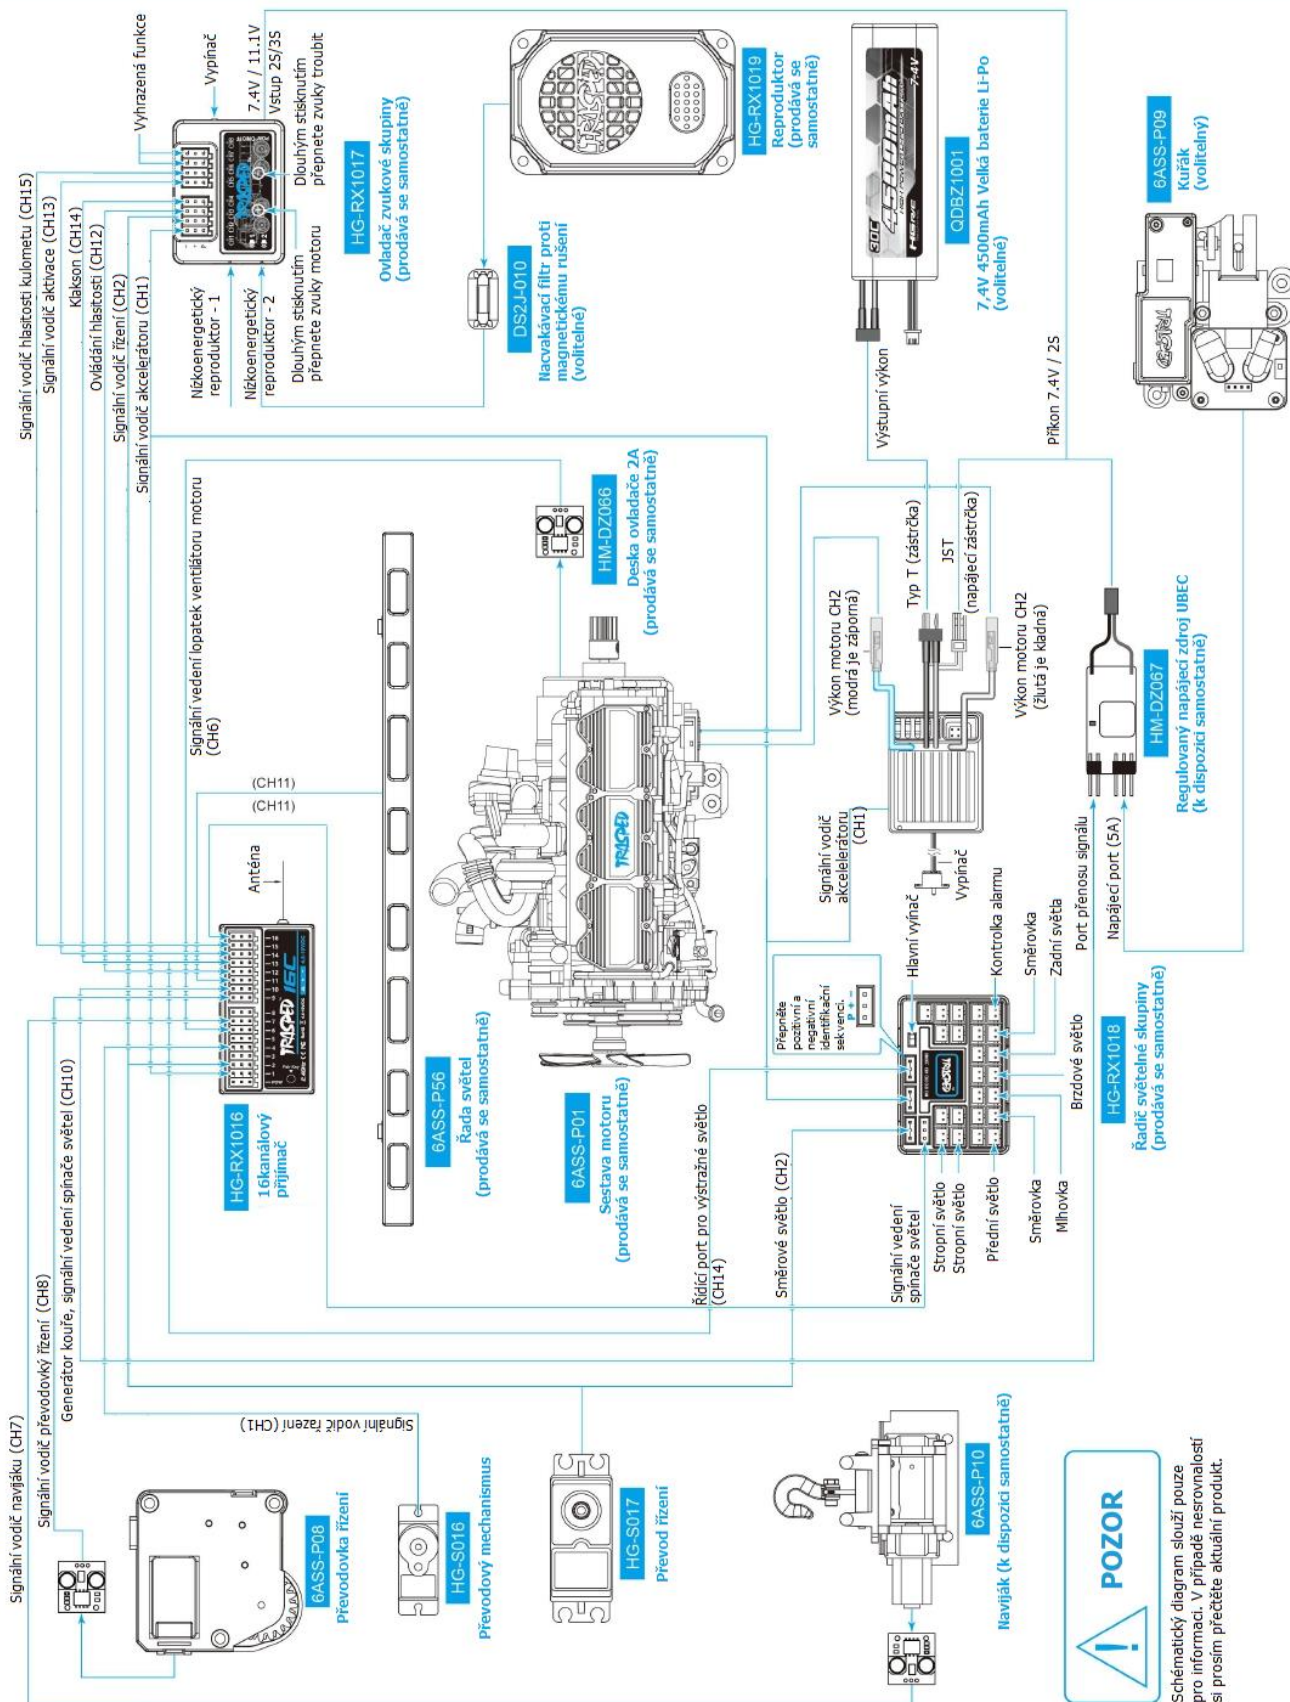 Signální vodič hlasitosti kulometu (CH15)
Signální vodič aktivace (CH13)
Klakson (CH14)
Ovládání hlasitosti (CH12)
Signální vodič řízení (CH2)
Signální vodič akcelerátoru (CH1)
Vyhrazená funkce
Vypínač
7.4V / 11.1V
Vstup 2S/3S
Dlouhým stisknutím
přepnete zvuky troubit
Nízkoenergetický
reproduktor - 1
Nízkoenergetický
reproduktor - 2
Dlouhým stisknutím
přepnete zvuky motoru
HG-RX1017
Ovladač zvukové skupiny
(prodává se samostatně)
TRASPED
HG-RX1019
Reproduktor
(prodává se
samostatně)
DS2J-010
Nacvakávací filtr proti
magnetickému rušení
(volitelné)
30C
4500mAh
7.4V
QDBZ1001
7,4V 4500mAh Velká baterie Li-Po
(volitelné)
Výstupní výkon
Příkon 7.4V / 2S
6ASS-P09
Kuřák
(volitelný)
Signální vedení lopatek ventilátoru motoru
(CH6)
(CH11)
(CH11)
Anténa
TRASPED 16C
HG-RX1016
16kanálový
přijímač
6ASS-P56
Řada světel
(prodává se samostatně)
HM-DZ066
Deska ovladače 2A
(prodává se samostatně)
TRASPED
6ASS-P01
Sestava motoru
(prodává se samostatně)
Výkon motoru CH2
(modrá je záporná)
Typ T (zástrčka)
JST
(napájecí zástrčka)
Výkon motoru CH2
(žlutá je kladná)
Signální vodič
akcelelerátoru
(CH1)
Vypínač
HM-DZ067
Regulovaný napájecí zdroj UBEC
(k dispozici samostatně)
Port přenosu signálu
Napájecí port (5A)
Přepněte
pozitivní a
negativní
identifikační
sekvenci.
P + -
Hlavní výínač
Kontrolka alarmu
Směrovka
Zadní světla
Brzdové světlo
HG-RX1018
Řadič světelné skupiny
(prodává se samostatně)
Řídící port pro výstražné světlo
(CH14)
Směrové světlo (CH2)
Signální vedení
spínače světel
Stropní světlo
Stropní světlo
Přední světlo
Směrovka
Mlhovka
Signální vodič navijáku (CH7)
Signální vodič převodovky řízení (CH8)
Generátor kouře, signální vedení spínače světel (CH10)
Signální vodič řazení (CH1)
6ASS-P08
Převodovka řízení
HG-S016
Převodový mechanismus
HG-S017
Převod řízení
6ASS-P10
Naviják (k dispozici samostatně)
POZOR
Schématický diagram slouží pouze
pro informaci. V případě nesrovnalostí
si prosím přečtěte aktuální produkt.